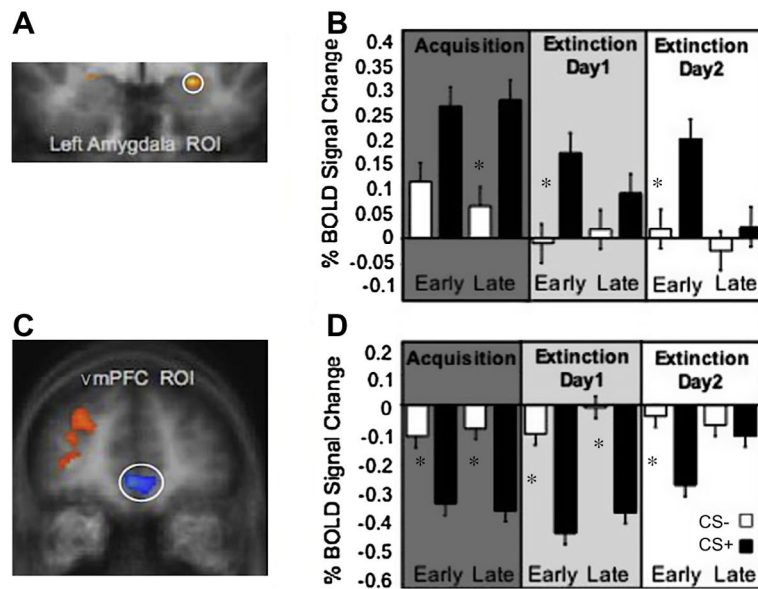 A
Left Amygdala ROI
B
% BOLD Signal Change
0.4
0.35
0.3
0.25
0.2
0.15
0.1
0.05
0
-0.05
-0.1
Acquisition
Extinction
Day1
Extinction
Day2
*
*
*
Early Late
Early Late
Early Late
C
vmPFC ROI
D
% BOLD Signal Change
0.2
0.1
0
-0.1
-0.2
-0.3
-0.4
-0.5
-0.6
Acquisition
Extinction
Day1
Extinction
Day2
*
*
*
*
*
CS-
CS+
Early Late
Early Late
Early Late